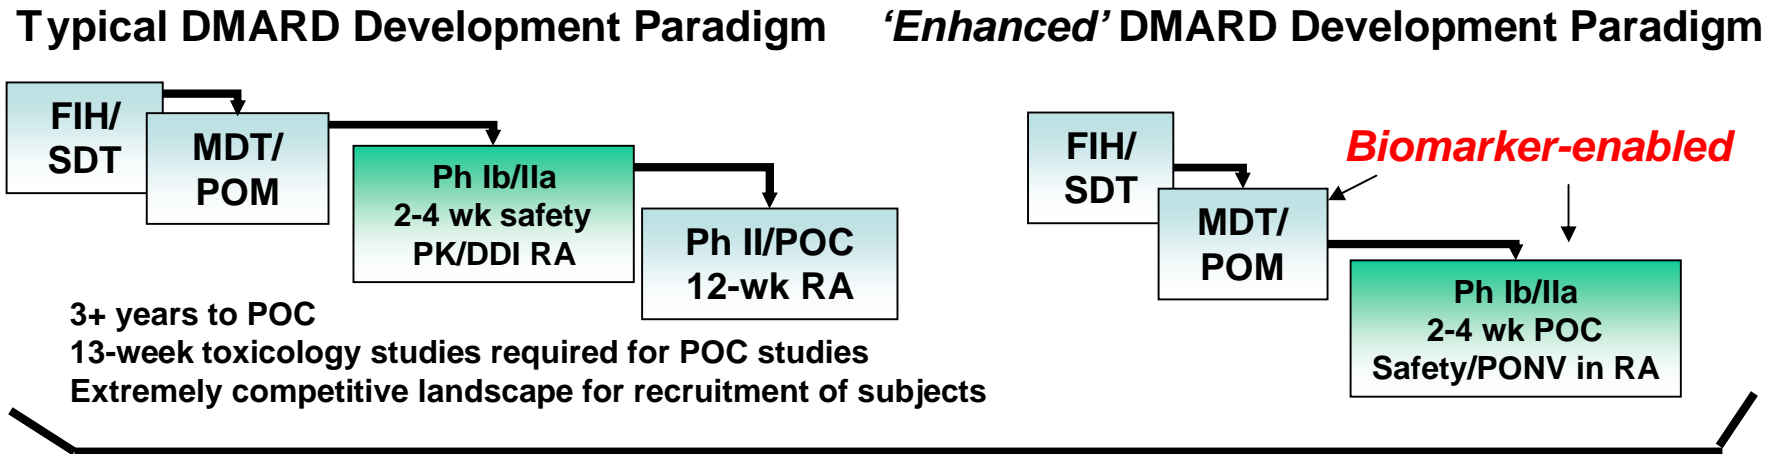 Typical DMARD Development Paradigm
FIH/
SDT
MDT/
POM
Ph Ib/IIa
2-4 wk safety
PK/DDI RA
Ph II/POC
12-wk RA
3+ years to POC
13-week toxicology studies required for POC studies
Extremely competitive landscape for recruitment of subjects
‘Enhanced’ DMARD Development Paradigm
FIH/
SDT
Biomarker-enabled
MDT/
POM
Ph Ib/IIa
2-4 wk POC
Safety/PONV in RA